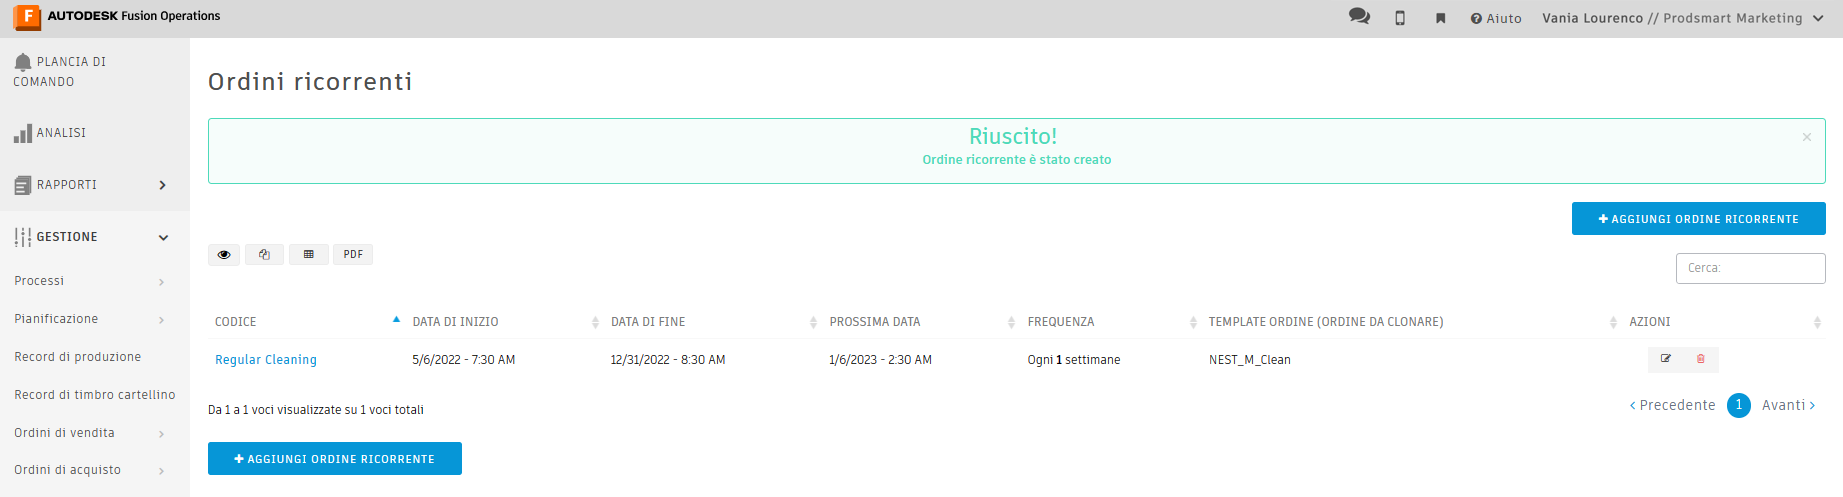 F AUTODESK Fusion Operations
Aiuto
Vania Lourenco // Prodsmart Marketing
PLANCIA DI
COMANDO
ANALISI
RAPPORTI
GESTIONE
Processi
Pianificazione
Record di produzione
Record di timbro cartellino
Ordini di vendita
Ordini di acquisto
Ordini ricorrenti
Riuscito!
×
Ordine ricorrente è stato creato
+ AGGIUNGI ORDINE RICORRENTE
PDF
Cerca:
CODICE DATA DI INIZIO DATA DI FINE PROSSIMA DATA FREQUENZA TEMPLATE ORDINE (ORDINE DA CLONARE) AZIONI
Regular Cleaning 5/6/2022 - 7:30 AM 12/31/2022 - 8:30 AM 1/6/2023 - 2:30 AM Ogni 1 settimane NEST_M_Clean
Da 1 a 1 voci visualizzate su 1 voci totali
‹ Precedente 1 Avanti ›
+ AGGIUNGI ORDINE RICORRENTE